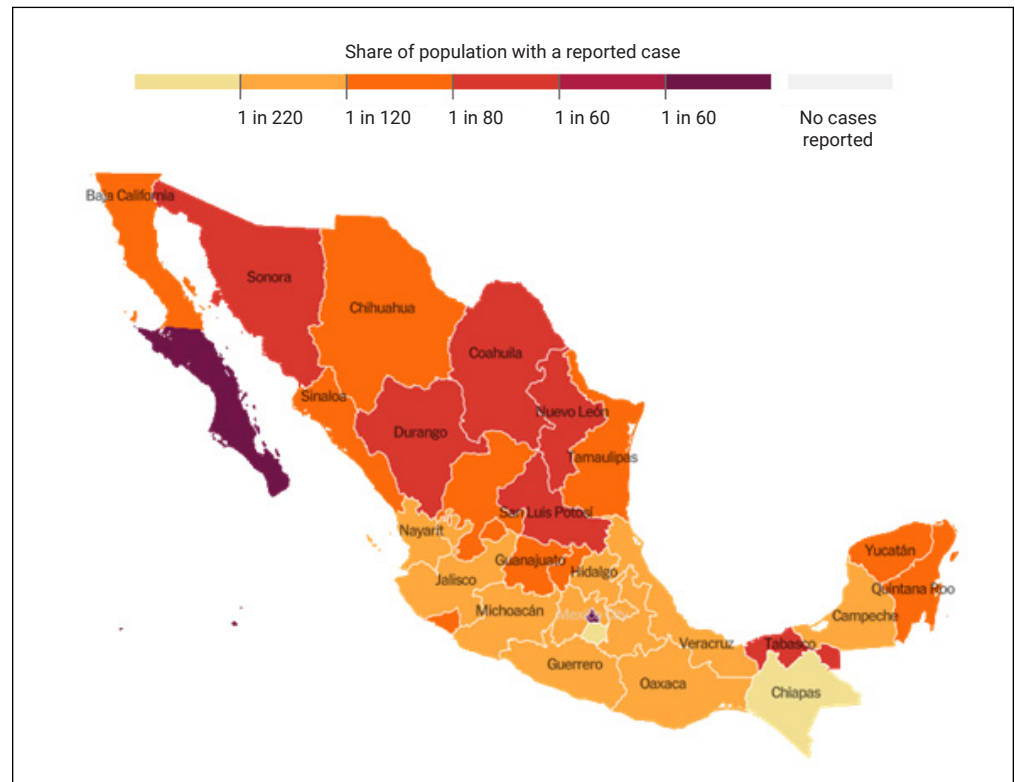 Share of population with a reported case
1 in 220 1 in 120 1 in 80 1 in 60 1 in 60 No cases
reported
Baja California
Sonora
Chihuahua
Coahuila
Sinaloa
Nuevo León
Durango
Tamaulipas
San Luis Potosí
Nayarit
Yucatán
Guanajuato
Hidalgo
Jalisco
Quintana Roo
Michoacán
Campeche
Veracruz
Tabasco
Guerrero
Oaxaca
Chiapas